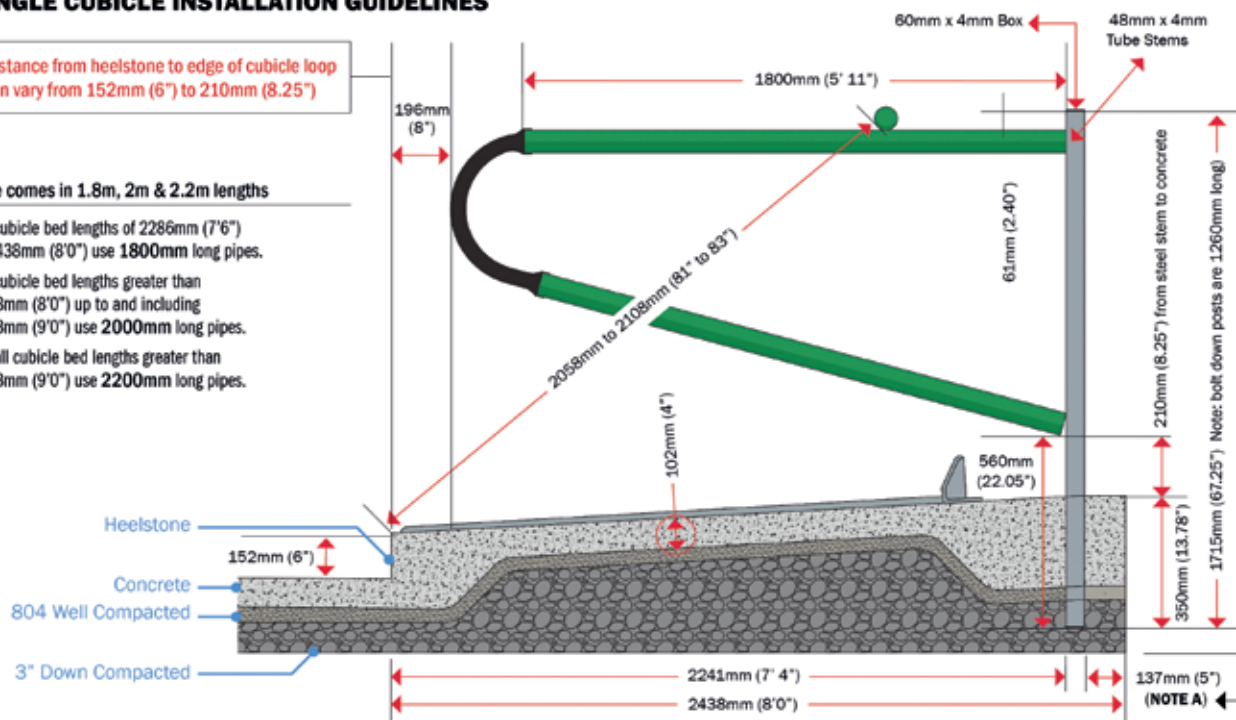 NGLE CUBICLE INSTALLATION GUIDELINES
stance from heelstone to edge of cubicle loop
n vary from 152mm (6") to 210mm (8.25")
60mm x 4mm Box
48mm x 4mm
Tube Stems
1800mm (5' 11")
196mm
(8")
e comes in 1.8m, 2m & 2.2m lengths
ubicle bed lengths of 2286mm (7'6")
438mm (8'0") use 1800mm long pipes.
ubicle bed lengths greater than
8mm (8'0") up to and including
8mm (9'0") use 2000mm long pipes.
ll cubicle bed lengths greater than
8mm (9'0") use 2200mm long pipes.
2058mm to 2108mm (81" to 83")
61mm (2.40")
210mm (8.25") from steel stem to concrete
1715mm (67.25") Note: bolt down posts are 1260mm long)
102mm (4")
560mm
(22.05")
350mm (13.78")
Heelstone
152mm (6")
Concrete
804 Well Compacted
3" Down Compacted
2241mm (7' 4")
2438mm (8'0")
137mm (5")
(NOTE A)